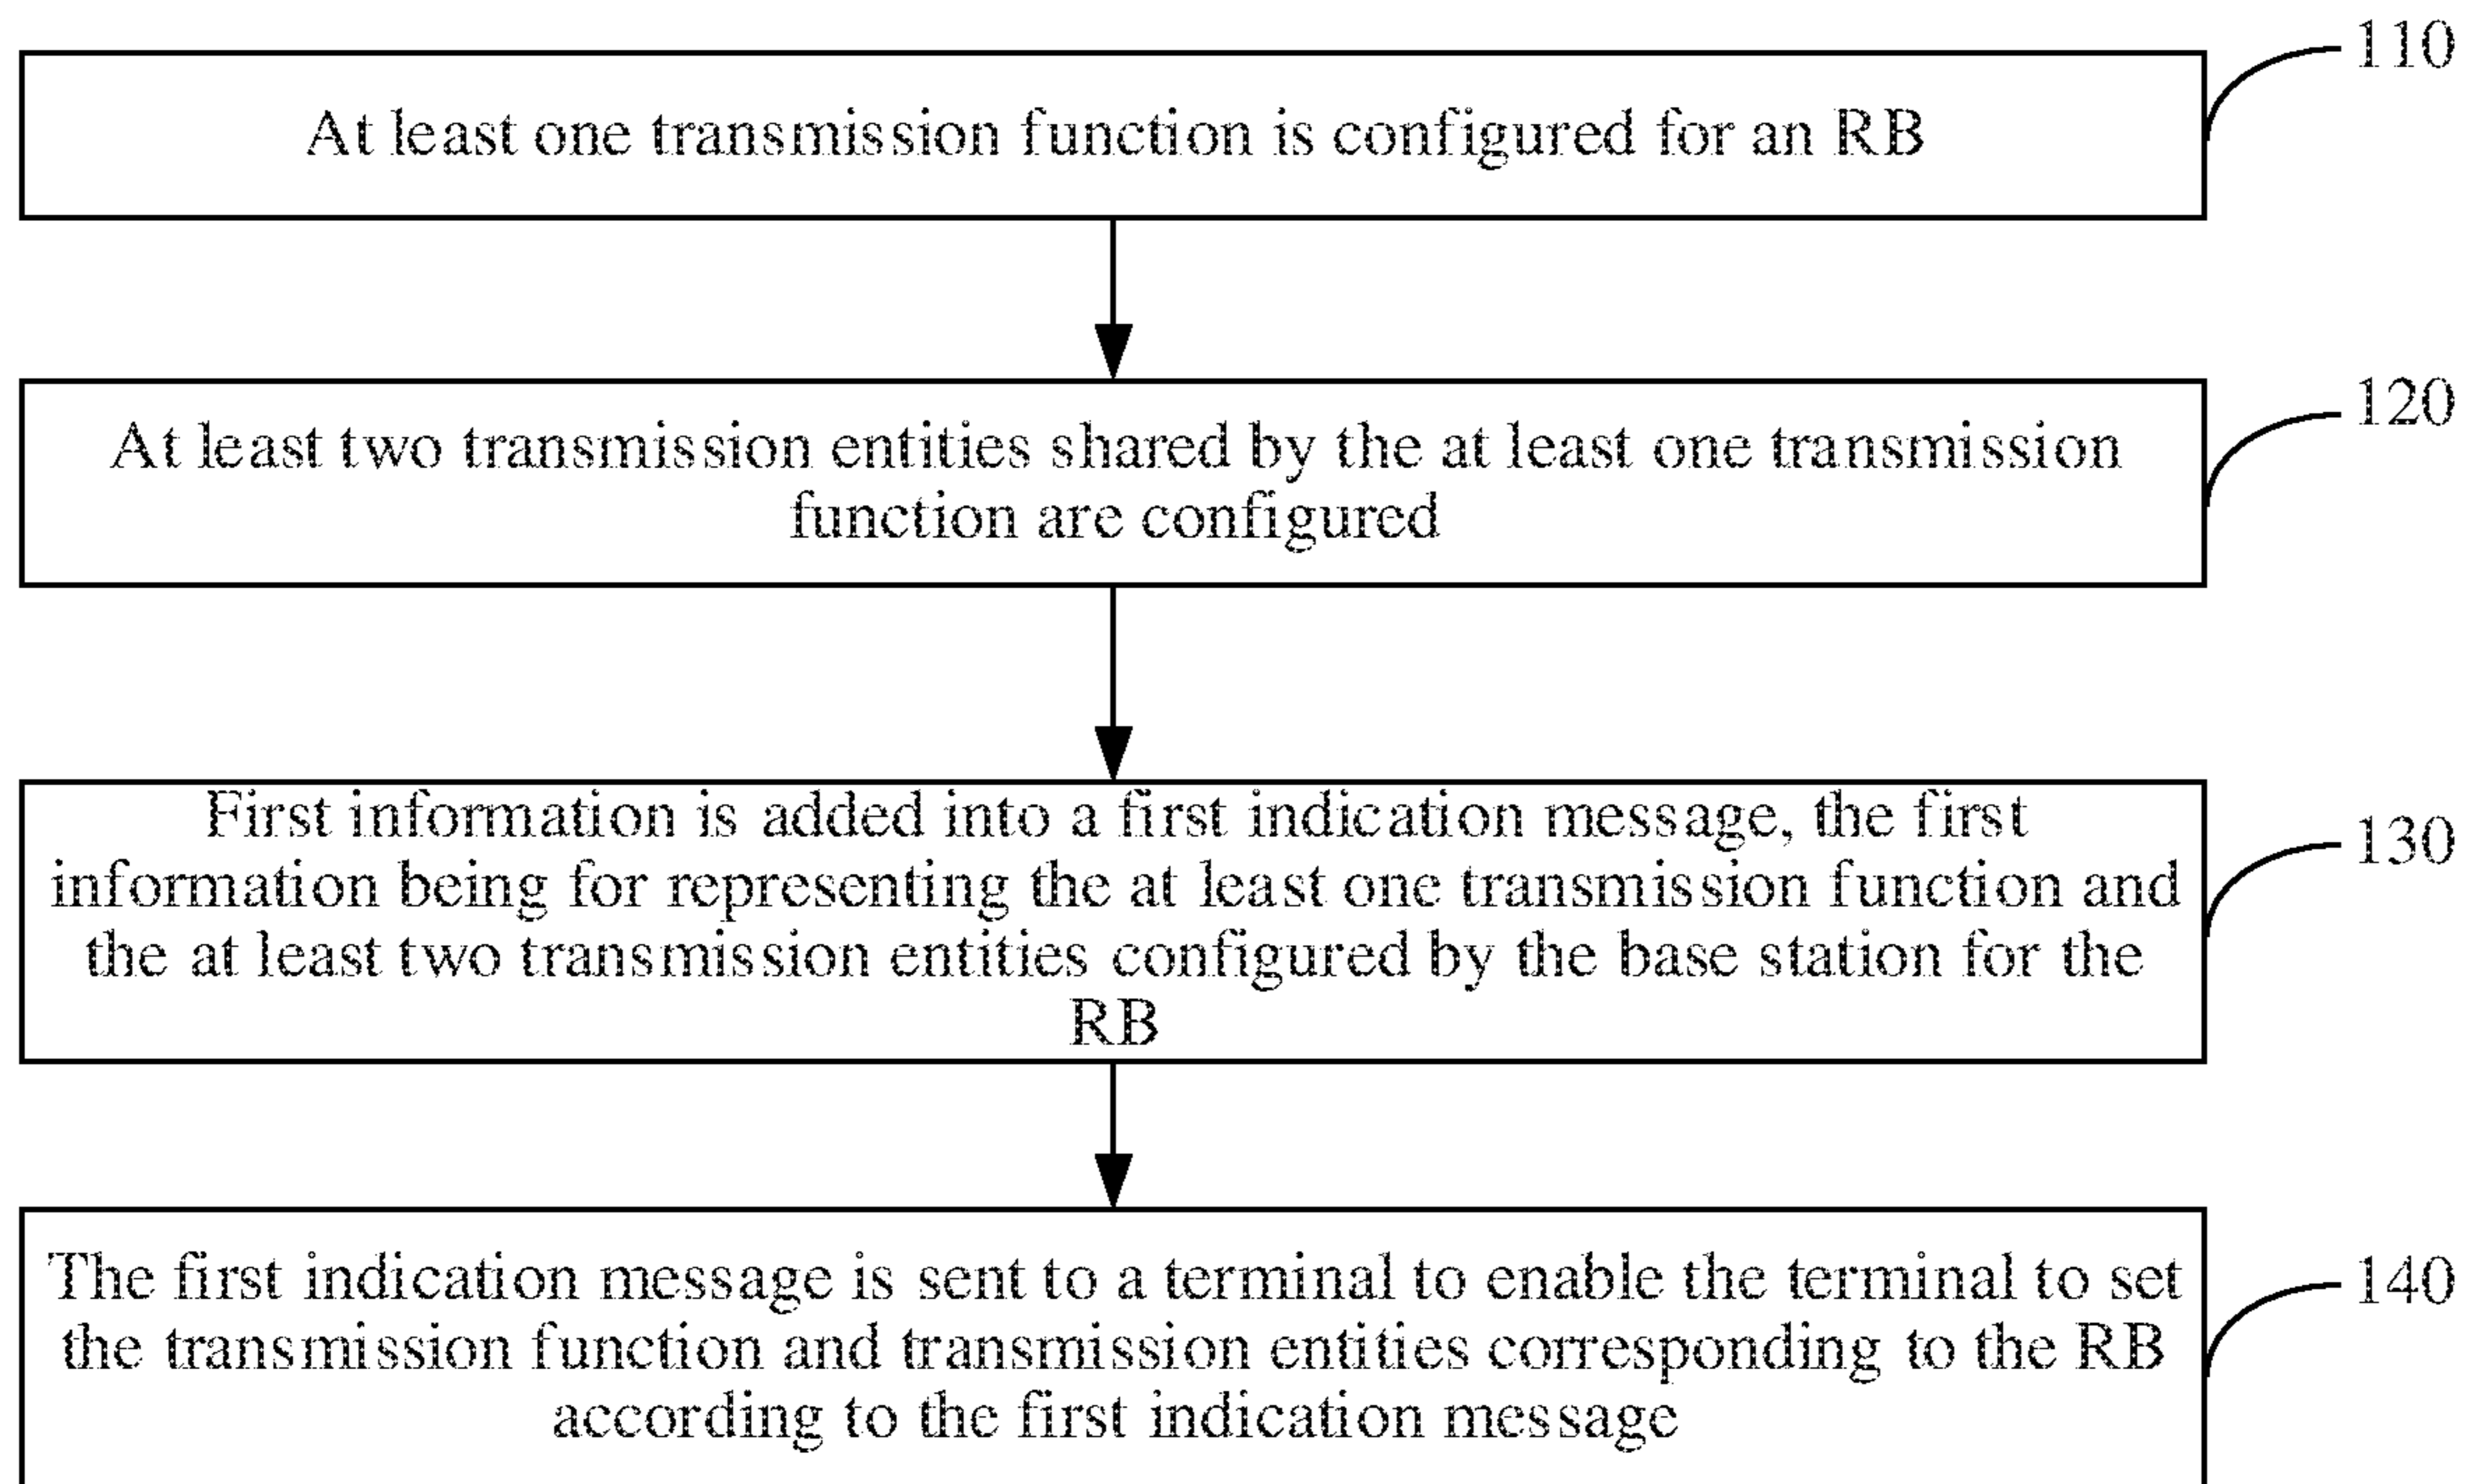 110
At least one transmission function is configured for an RB
120
At least two transmission entities shared by the at least one transmission
function are configured
130
First information is added into a first indication message, the first
information being for representing the at least one transmission function and
the at least two transmission entities configured by the base station for the
RB
140
The first indication message is sent to a terminal to enable the terminal to set
the transmission function and transmission entities corresponding to the RB
according to the first indication message